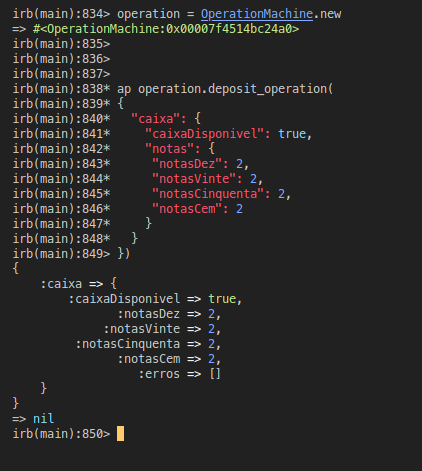 irb(main):834> operation = OperationMachine.new
=> #<OperationMachine:0x00007f4514bc24a0>
irb(main):835>
irb(main):836>
irb(main):837>
irb(main):838* ap operation.deposit_operation(
irb(main):839* {
irb(main):840*   "caixa": {
irb(main):841*     "caixaDisponivel": true,
irb(main):842*     "notas": {
irb(main):843*      "notasDez": 2,
irb(main):844*      "notasVinte": 2,
irb(main):845*      "notasCinquenta": 2,
irb(main):846*      "notasCem": 2
irb(main):847*     }
irb(main):848*   }
irb(main):849> })
{
    :caixa => {
        :caixaDisponivel => true,
               :notasDez => 2,
             :notasVinte => 2,
         :notasCinquenta => 2,
               :notasCem => 2,
                  :erros => []
    }
}
=> nil
irb(main):850>